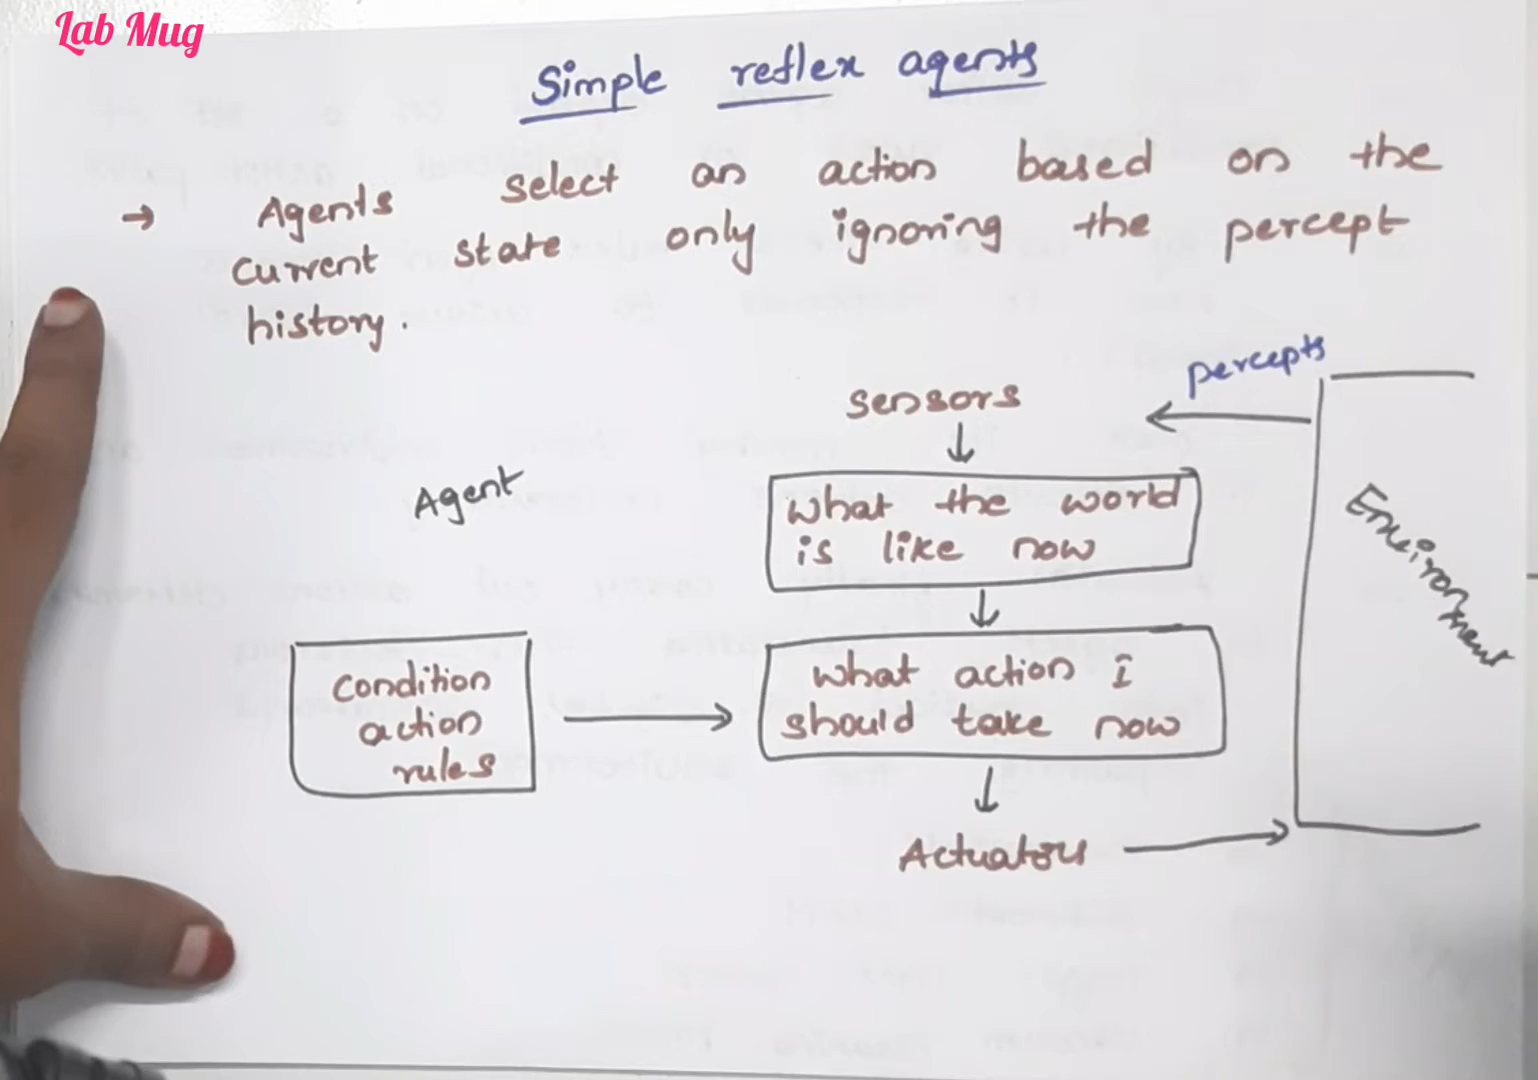 Lab Mug
Simple reflex agents
→ Agents select an action based on the
current state only ignoring the percept
history.
percepts
Sensors
Agent
what the world
is like now
Environment
Condition
action
rules
what action I
should take now
Actuators